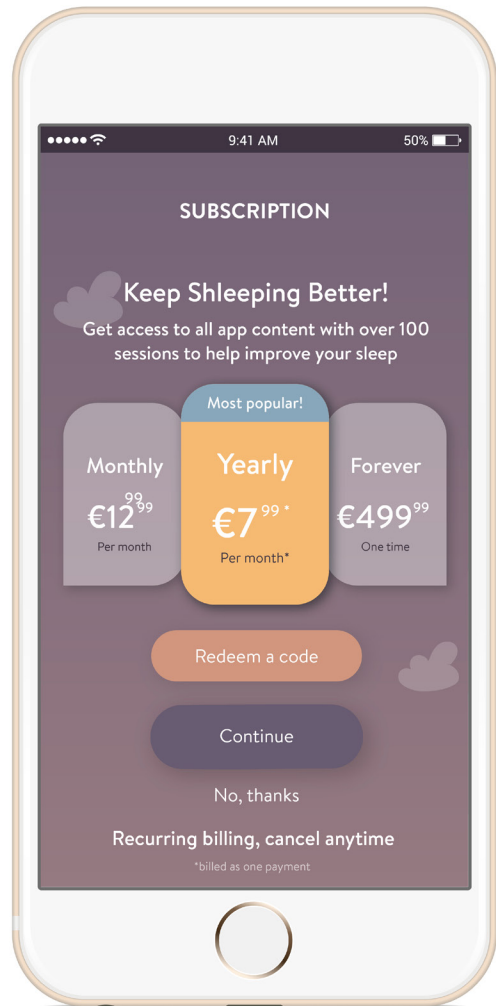 9:41 AM
50%
SUBSCRIPTION
Keep Shleeping Better!
Get access to all app content with over 100
sessions to help improve your sleep
Most popular!
Monthly
€12 99 99
Per month
Yearly
€7 99 *
Per month*
Forever
€499 99
One time
Redeem a code
Continue
No, thanks
Recurring billing, cancel anytime
*billed as one payment